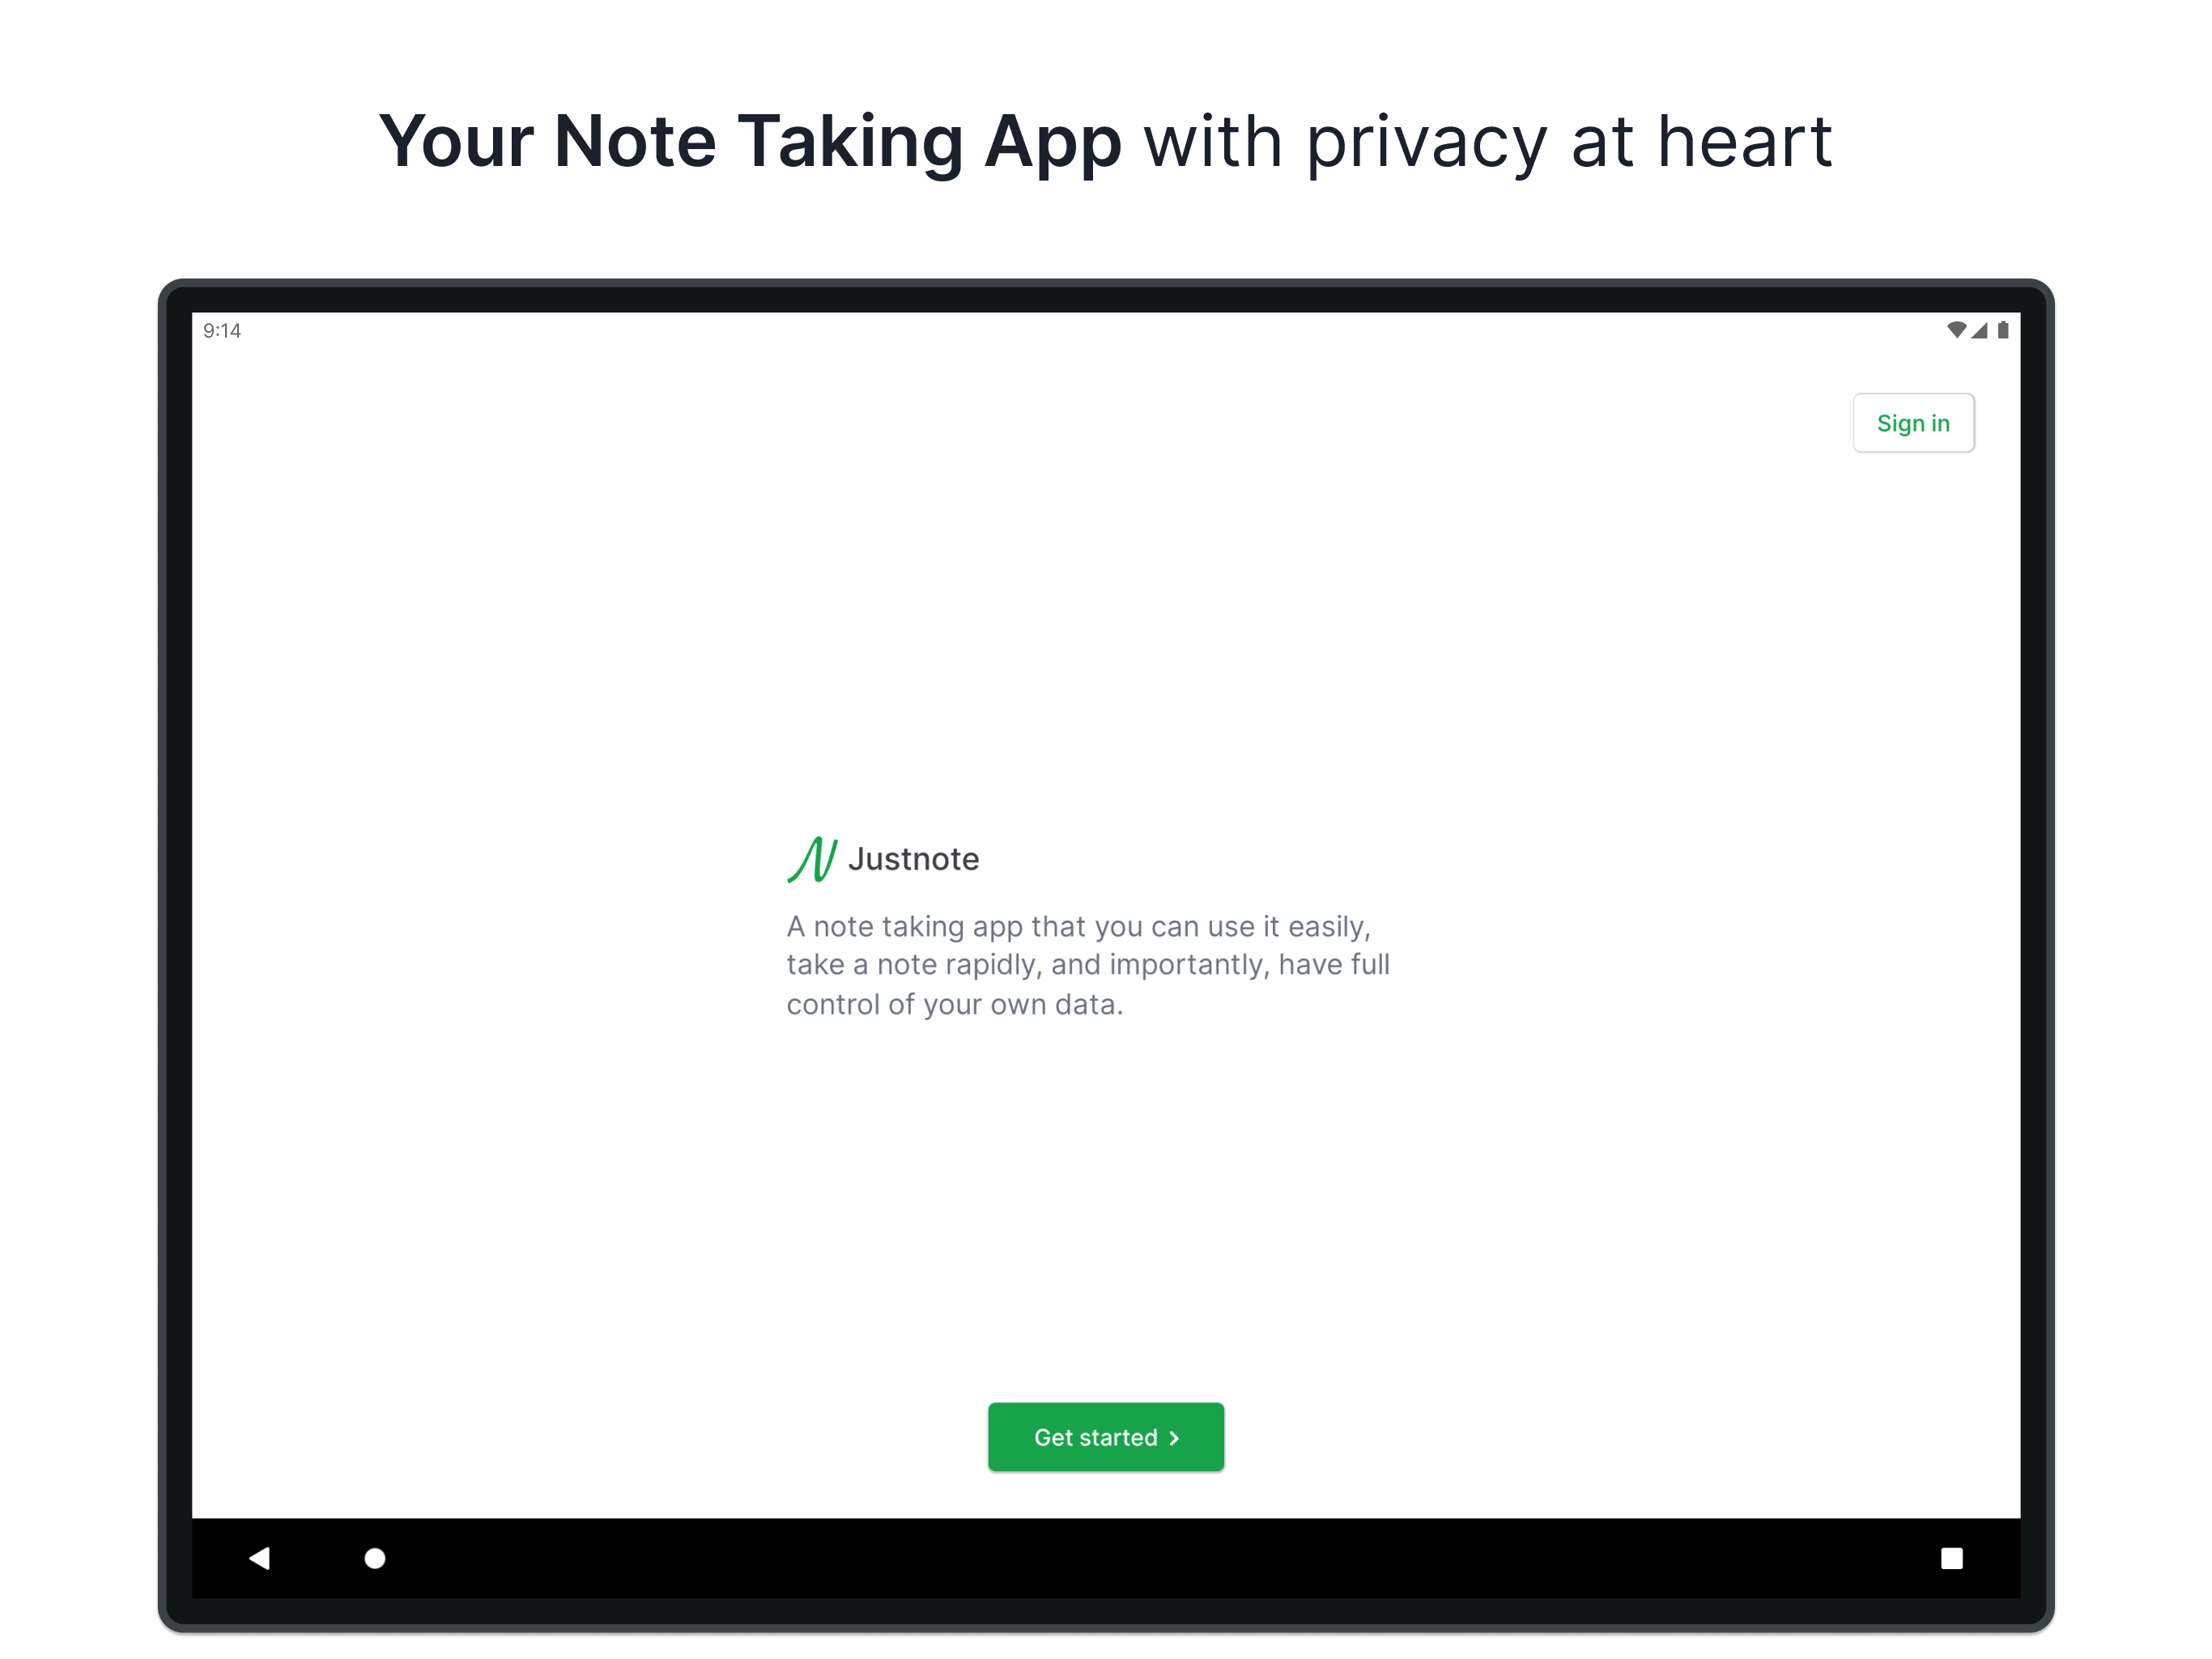 Your Note Taking App with privacy at heart
9:14
Sign in
Justnote
A note taking app that you can use it easily,
take a note rapidly, and importantly, have full
control of your own data.
Get started